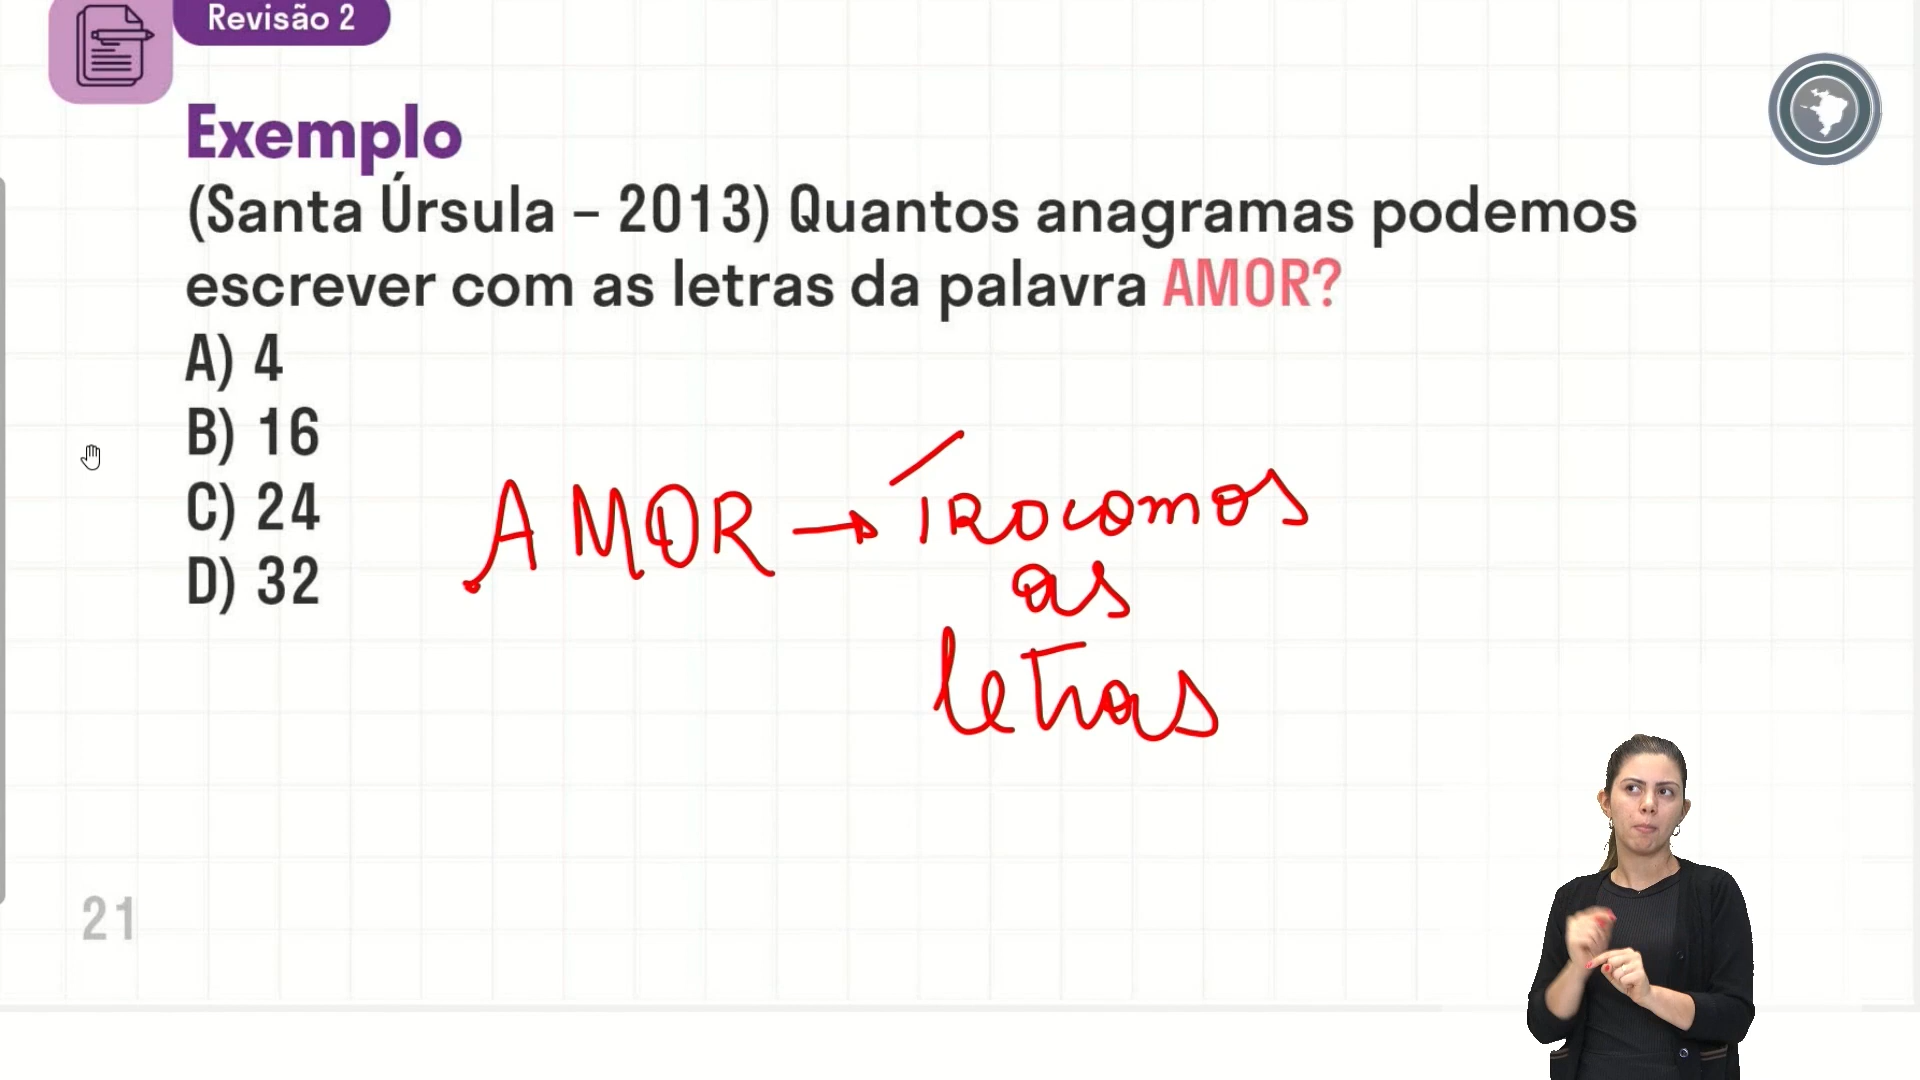 Revisão 2
Exemplo
(Santa Úrsula – 2013) Quantos anagramas podemos
escrever com as letras da palavra AMOR?
A) 4
B) 16
C) 24
D) 32
AMOR → Trocamos
as
letras
21